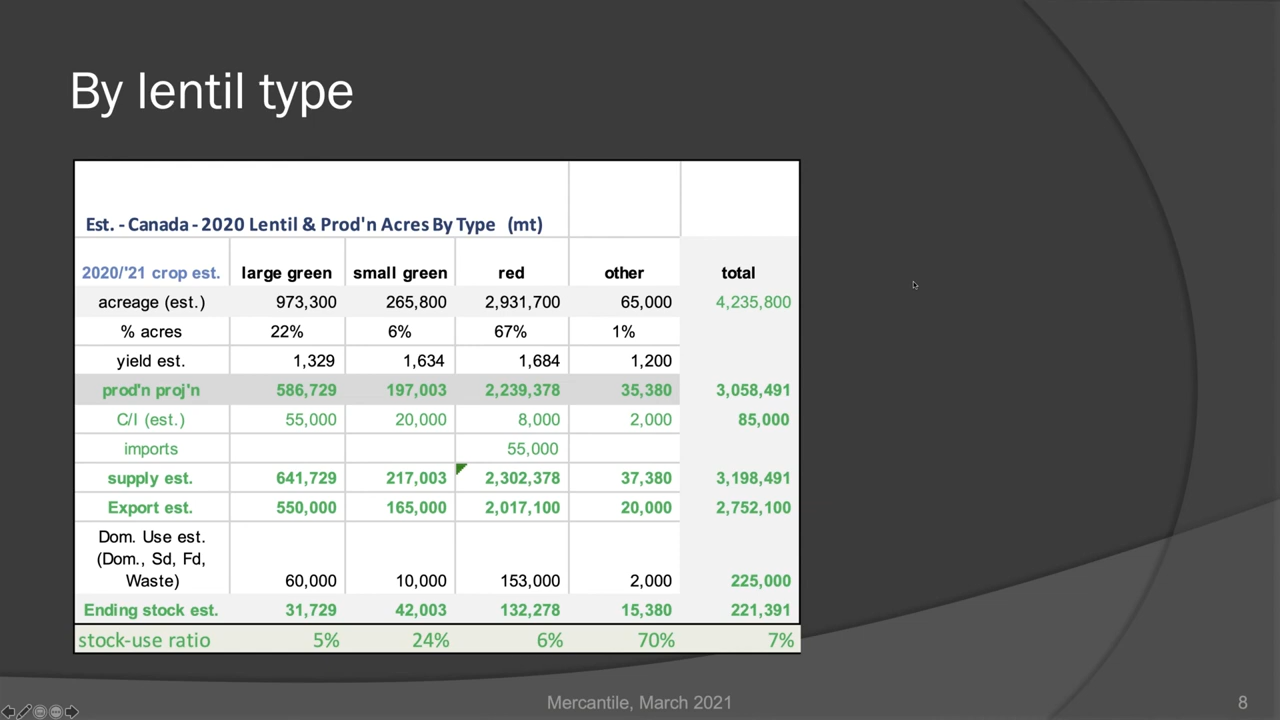 By lentil type
Est. - Canada - 2020 Lentil & Prod'n Acres By Type (mt)
2020/'21 crop est. large green small green red other total
acreage (est.) 973,300 265,800 2,931,700 65,000 4,235,800
% acres 22% 6% 67% 1%
yield est. 1,329 1,634 1,684 1,200
prod'n proj'n 586,729 197,003 2,239,378 35,380 3,058,491
C/I (est.) 55,000 20,000 8,000 2,000 85,000
imports 55,000
supply est. 641,729 217,003 2,302,378 37,380 3,198,491
Export est. 550,000 165,000 2,017,100 20,000 2,752,100
Dom. Use est.
(Dom., Sd, Fd,
Waste) 60,000 10,000 153,000 2,000 225,000
Ending stock est. 31,729 42,003 132,278 15,380 221,391
stock-use ratio 5% 24% 6% 70% 7%
Mercantile, March 2021 8